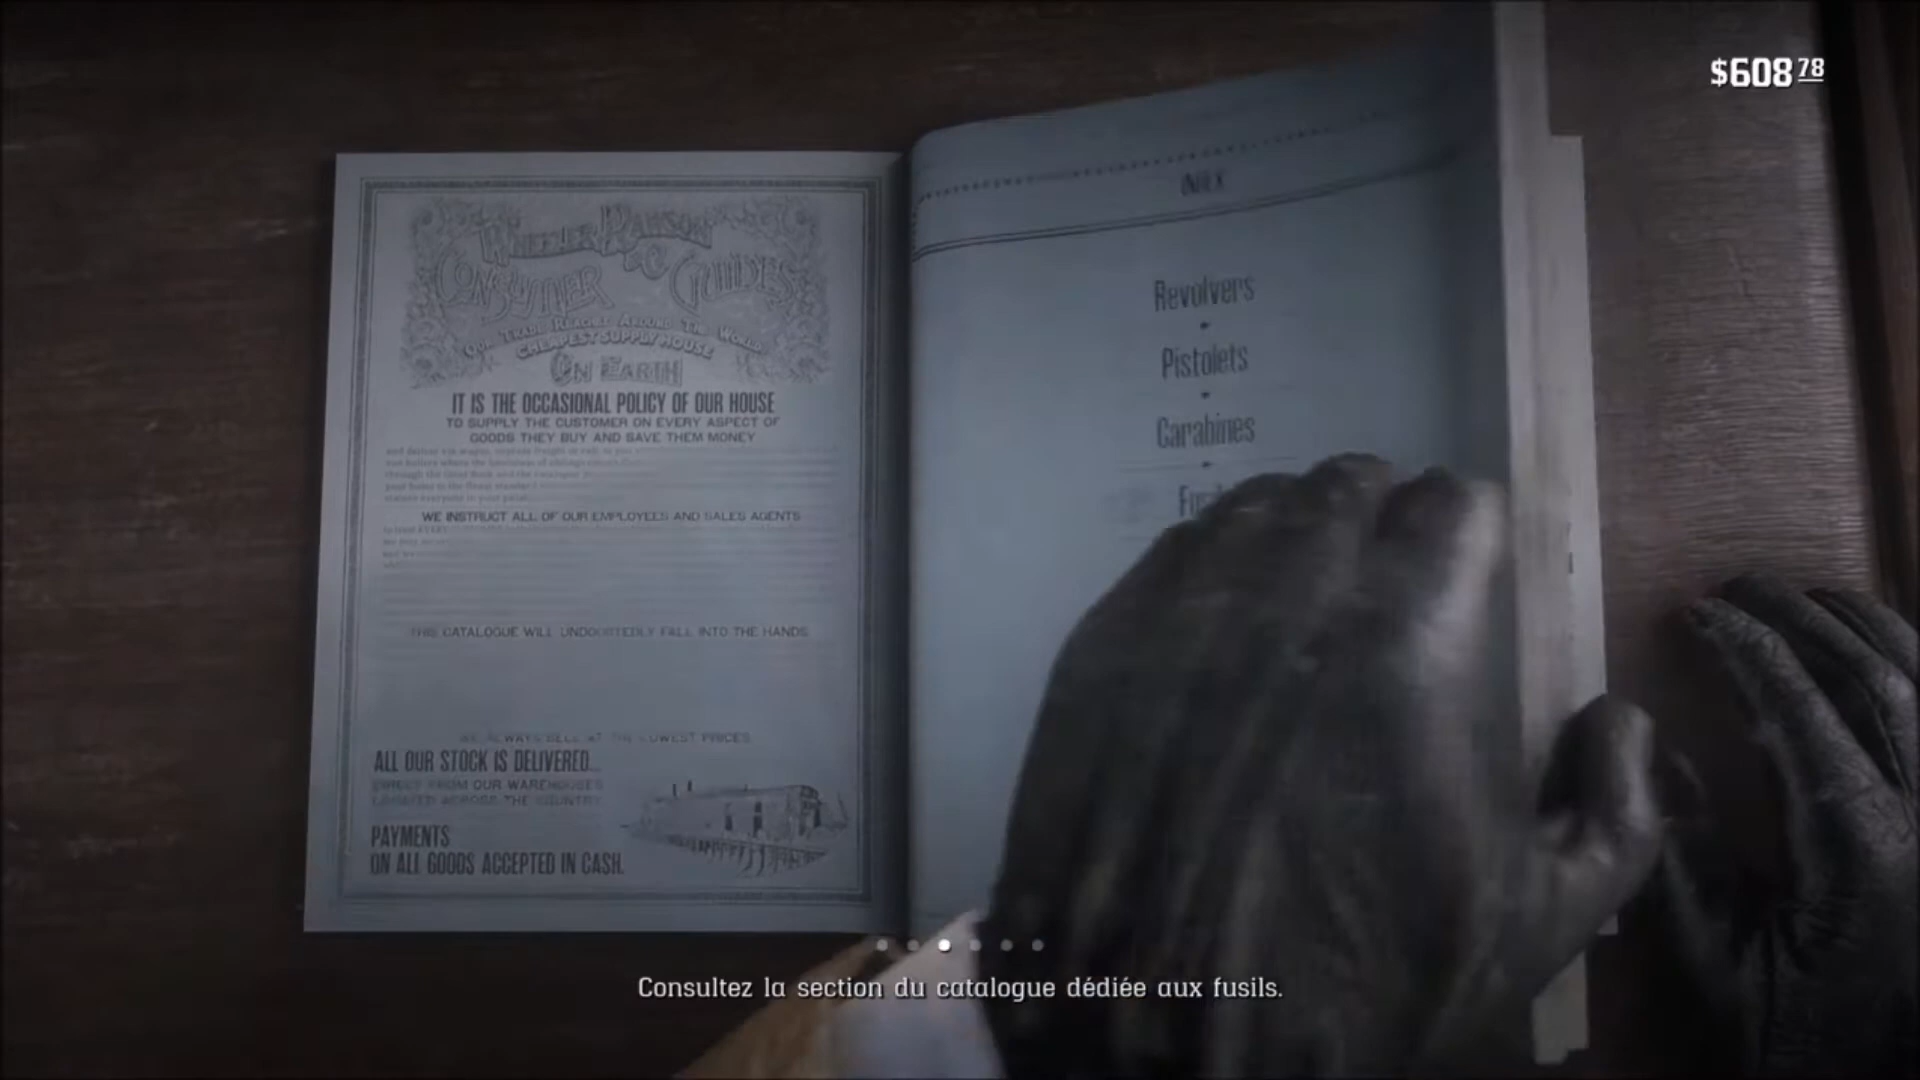 $608 78
WHEELER, RAWSON
& Co
CONSUMER GUIDES
OUR TRADE REACHES AROUND THE WORLD
CHEAPEST SUPPLY HOUSE
ON EARTH
IT IS THE OCCASIONAL POLICY OF OUR HOUSE
TO SUPPLY THE CUSTOMER ON EVERY ASPECT OF
GOODS THEY BUY AND SAVE THEM MONEY
WE INSTRUCT ALL OF OUR EMPLOYEES AND SALES AGENTS
THIS CATALOGUE WILL UNDOUBTEDLY FALL INTO THE HANDS
WE ALWAYS SELL AT THE LOWEST PRICES
ALL OUR STOCK IS DELIVERED...
DIRECT FROM OUR WAREHOUSES
LOCATED ACROSS THE COUNTRY
PAYMENTS
ON ALL GOODS ACCEPTED IN CASH.
INDEX
Revolvers
Pistolets
Carabines
Consultez la section du catalogue dédiée aux fusils.